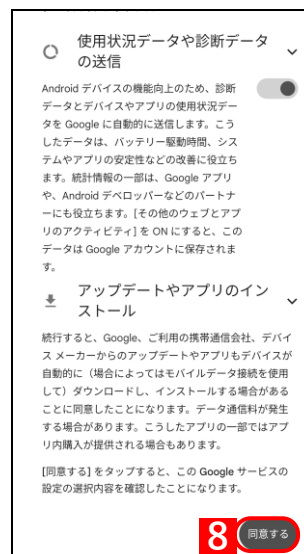 使用状況データや診断データ
の送信
Android デバイスの機能向上のため、診断
データとデバイスやアプリの使用状況デー
タを Google に自動的に送信します。こう
したデータは、バッテリー駆動時間、シス
テムやアプリの安定性などの改善に役立ち
ます。統計情報の一部は、Google アプリ
や、Android デベロッパーなどのパートナ
ーにも役立ちます。[その他のウェブとアプ
リのアクティビティ] を ON にすると、この
データは Google アカウントに保存されま
す。
アップデートやアプリのイン
ストール
続行すると、Google、ご利用の携帯通信会社、デバイ
ス メーカーからのアップデートやアプリもデバイスが
自動的に（場合によってはモバイルデータ接続を使用
して）ダウンロードし、インストールする場合がある
ことに同意したことになります。データ通信料が発生
する場合があります。こうしたアプリの一部ではアプ
リ内購入が提供される場合もあります。
[同意する] をタップすると、この Google サービスの
設定の選択内容を確認したことになります。
8 同意する